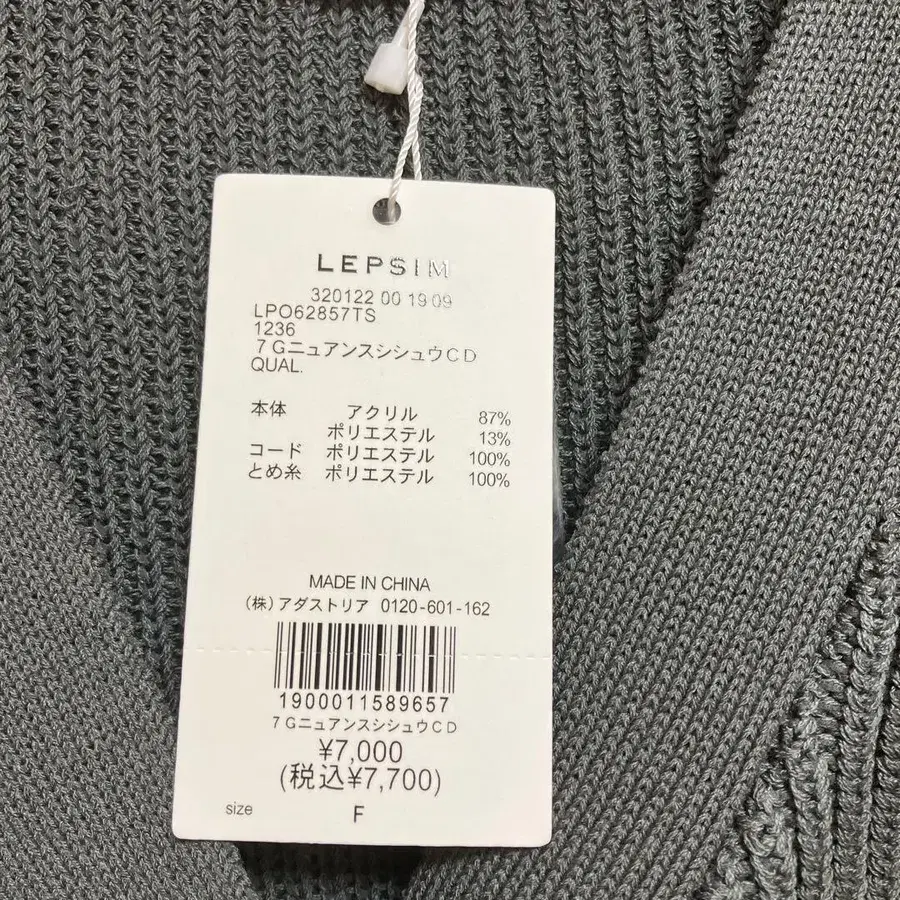 LEPSIM
320122 00 19 09
LPO62857TS
1236
7GニュアンスシシュウCD
QUAL.
本体 アクリル 87%
ポリエステル 13%
コード ポリエステル 100%
とめ糸 ポリエステル 100%
MADE IN CHINA
(株)アダストリア 0120-601-162
1900011589657
7GニュアンスシシュウCD
¥7,000
(税込¥7,700)
size F